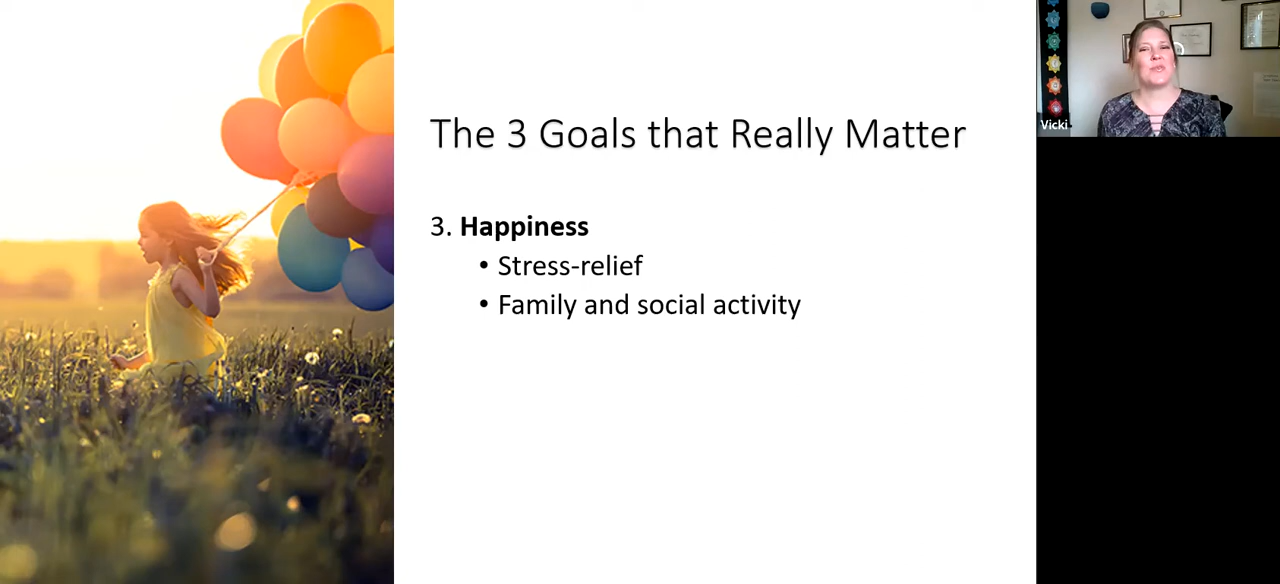 The 3 Goals that Really Matter
3. Happiness
• Stress-relief
• Family and social activity
Vicki